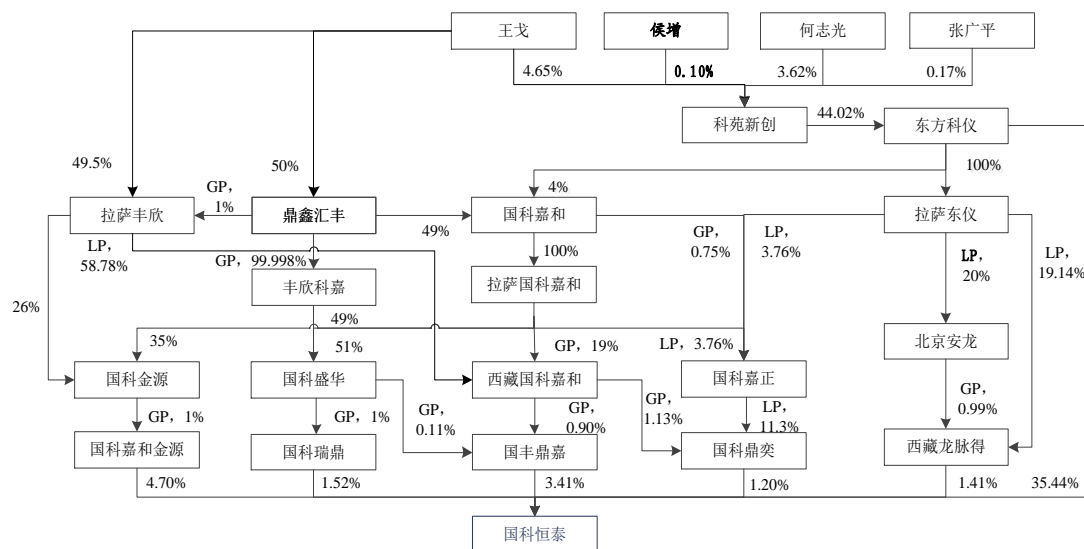 王戈
侯增
何志光
张广平
4.65%
0.10%
3.62%
0.17%
科苑新创
44.02%
东方科仪
49.5%
50%
100%
GP，
1%
4%
拉萨丰欣
鼎鑫汇丰
国科嘉和
拉萨东仪
49%
GP，
0.75%
LP，
3.76%
LP，
58.78%
GP，99.998%
100%
LP，
20%
LP，
19.14%
丰欣科嘉
拉萨国科嘉和
26%
49%
35%
51%
GP，19%
LP，3.76%
北京安龙
国科金源
国科盛华
西藏国科嘉和
国科嘉正
GP，1%
GP，1%
GP，
0.11%
GP，
0.90%
GP，
1.13%
LP，
11.3%
GP，
0.99%
国科嘉和金源
国科瑞鼎
国丰鼎嘉
国科鼎奕
西藏龙脉得
4.70%
1.52%
3.41%
1.20%
1.41%
35.44%
国科恒泰